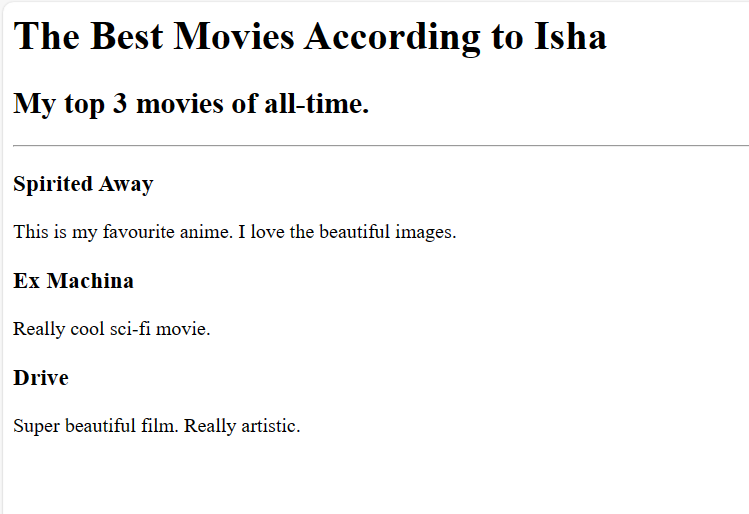 The Best Movies According to Isha
My top 3 movies of all-time.
Spirited Away
This is my favourite anime. I love the beautiful images.
Ex Machina
Really cool sci-fi movie.
Drive
Super beautiful film. Really artistic.